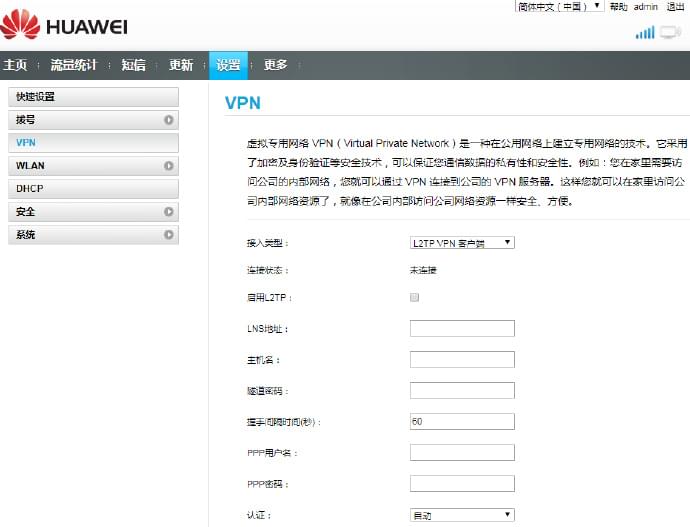 简体中文（中国） 帮助 admin 退出
HUAWEI
主页 流量统计 短信 更新 设置 更多
快速设置
拨号
VPN
WLAN
DHCP
安全
系统
VPN
虚拟专用网络 VPN（Virtual Private Network）是一种在公用网络上建立专用网络的技术。它采用
了加密及身份验证等安全技术，可以保证您通信数据的私有性和安全性。例如：您在家里需要访
问公司的内部网络，您就可以通过 VPN 连接到公司的 VPN 服务器。这样您就可以在家里访问公
司内部网络资源了，就像在公司内部访问公司网络资源一样安全、方便。
接入类型： L2TP VPN 客户端
连接状态： 未连接
启用L2TP：
LNS地址：
主机名：
隧道密码：
握手间隔时间(秒)： 60
PPP用户名：
PPP密码：
认证： 自动